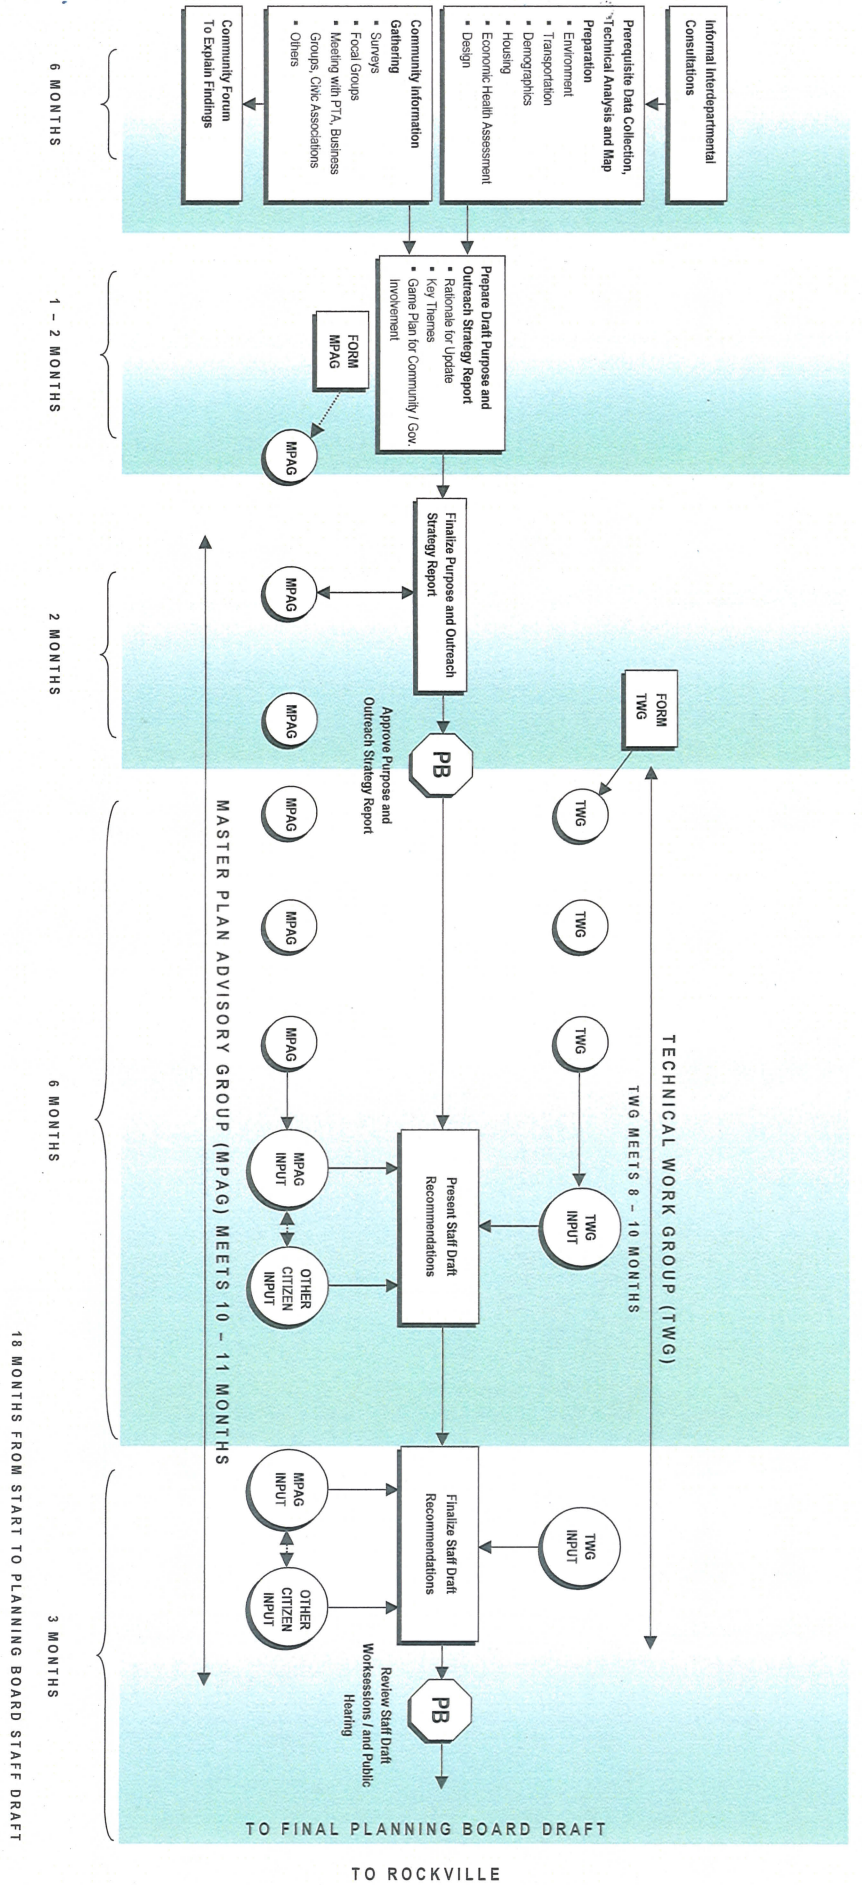 Informal Interdepartmental
Consultations
Prerequisite Data Collection,
Technical Analysis and Map
Preparation
▪ Environment
▪ Transportation
▪ Demographics
▪ Housing
▪ Economic Health Assessment
▪ Design
Community Information
Gathering
▪ Surveys
▪ Focal Groups
▪ Meeting with PTA, Business
Groups, Civic Associations
▪ Others
Community Forum
To Explain Findings
6 MONTHS
Prepare Draft Purpose and
Outreach Strategy Report
▪ Rationale for Update
▪ Key Themes
▪ Game Plan for Community / Gov.
Involvement
FORM
MPAG
MPAG
1 – 2 MONTHS
Finalize Purpose and Outreach
Strategy Report
MPAG
MPAG
PB
Approve Purpose and
Outreach Strategy Report
FORM
TWG
2 MONTHS
TECHNICAL WORK GROUP (TWG)
TWG MEETS 8 – 10 MONTHS
TWG
TWG
TWG
TWG
INPUT
Present Staff Draft
Recommendations
MPAG
MPAG
MPAG
MPAG
INPUT
OTHER
CITIZEN
INPUT
MASTER PLAN ADVISORY GROUP (MPAG) MEETS 10 – 11 MONTHS
6 MONTHS
TWG
INPUT
Finalize Staff Draft
Recommendations
MPAG
INPUT
OTHER
CITIZEN
INPUT
PB
Review Staff Draft
Worksessions / and Public
Hearing
3 MONTHS
TO FINAL PLANNING BOARD DRAFT
TO ROCKVILLE
18 MONTHS FROM START TO PLANNING BOARD STAFF DRAFT